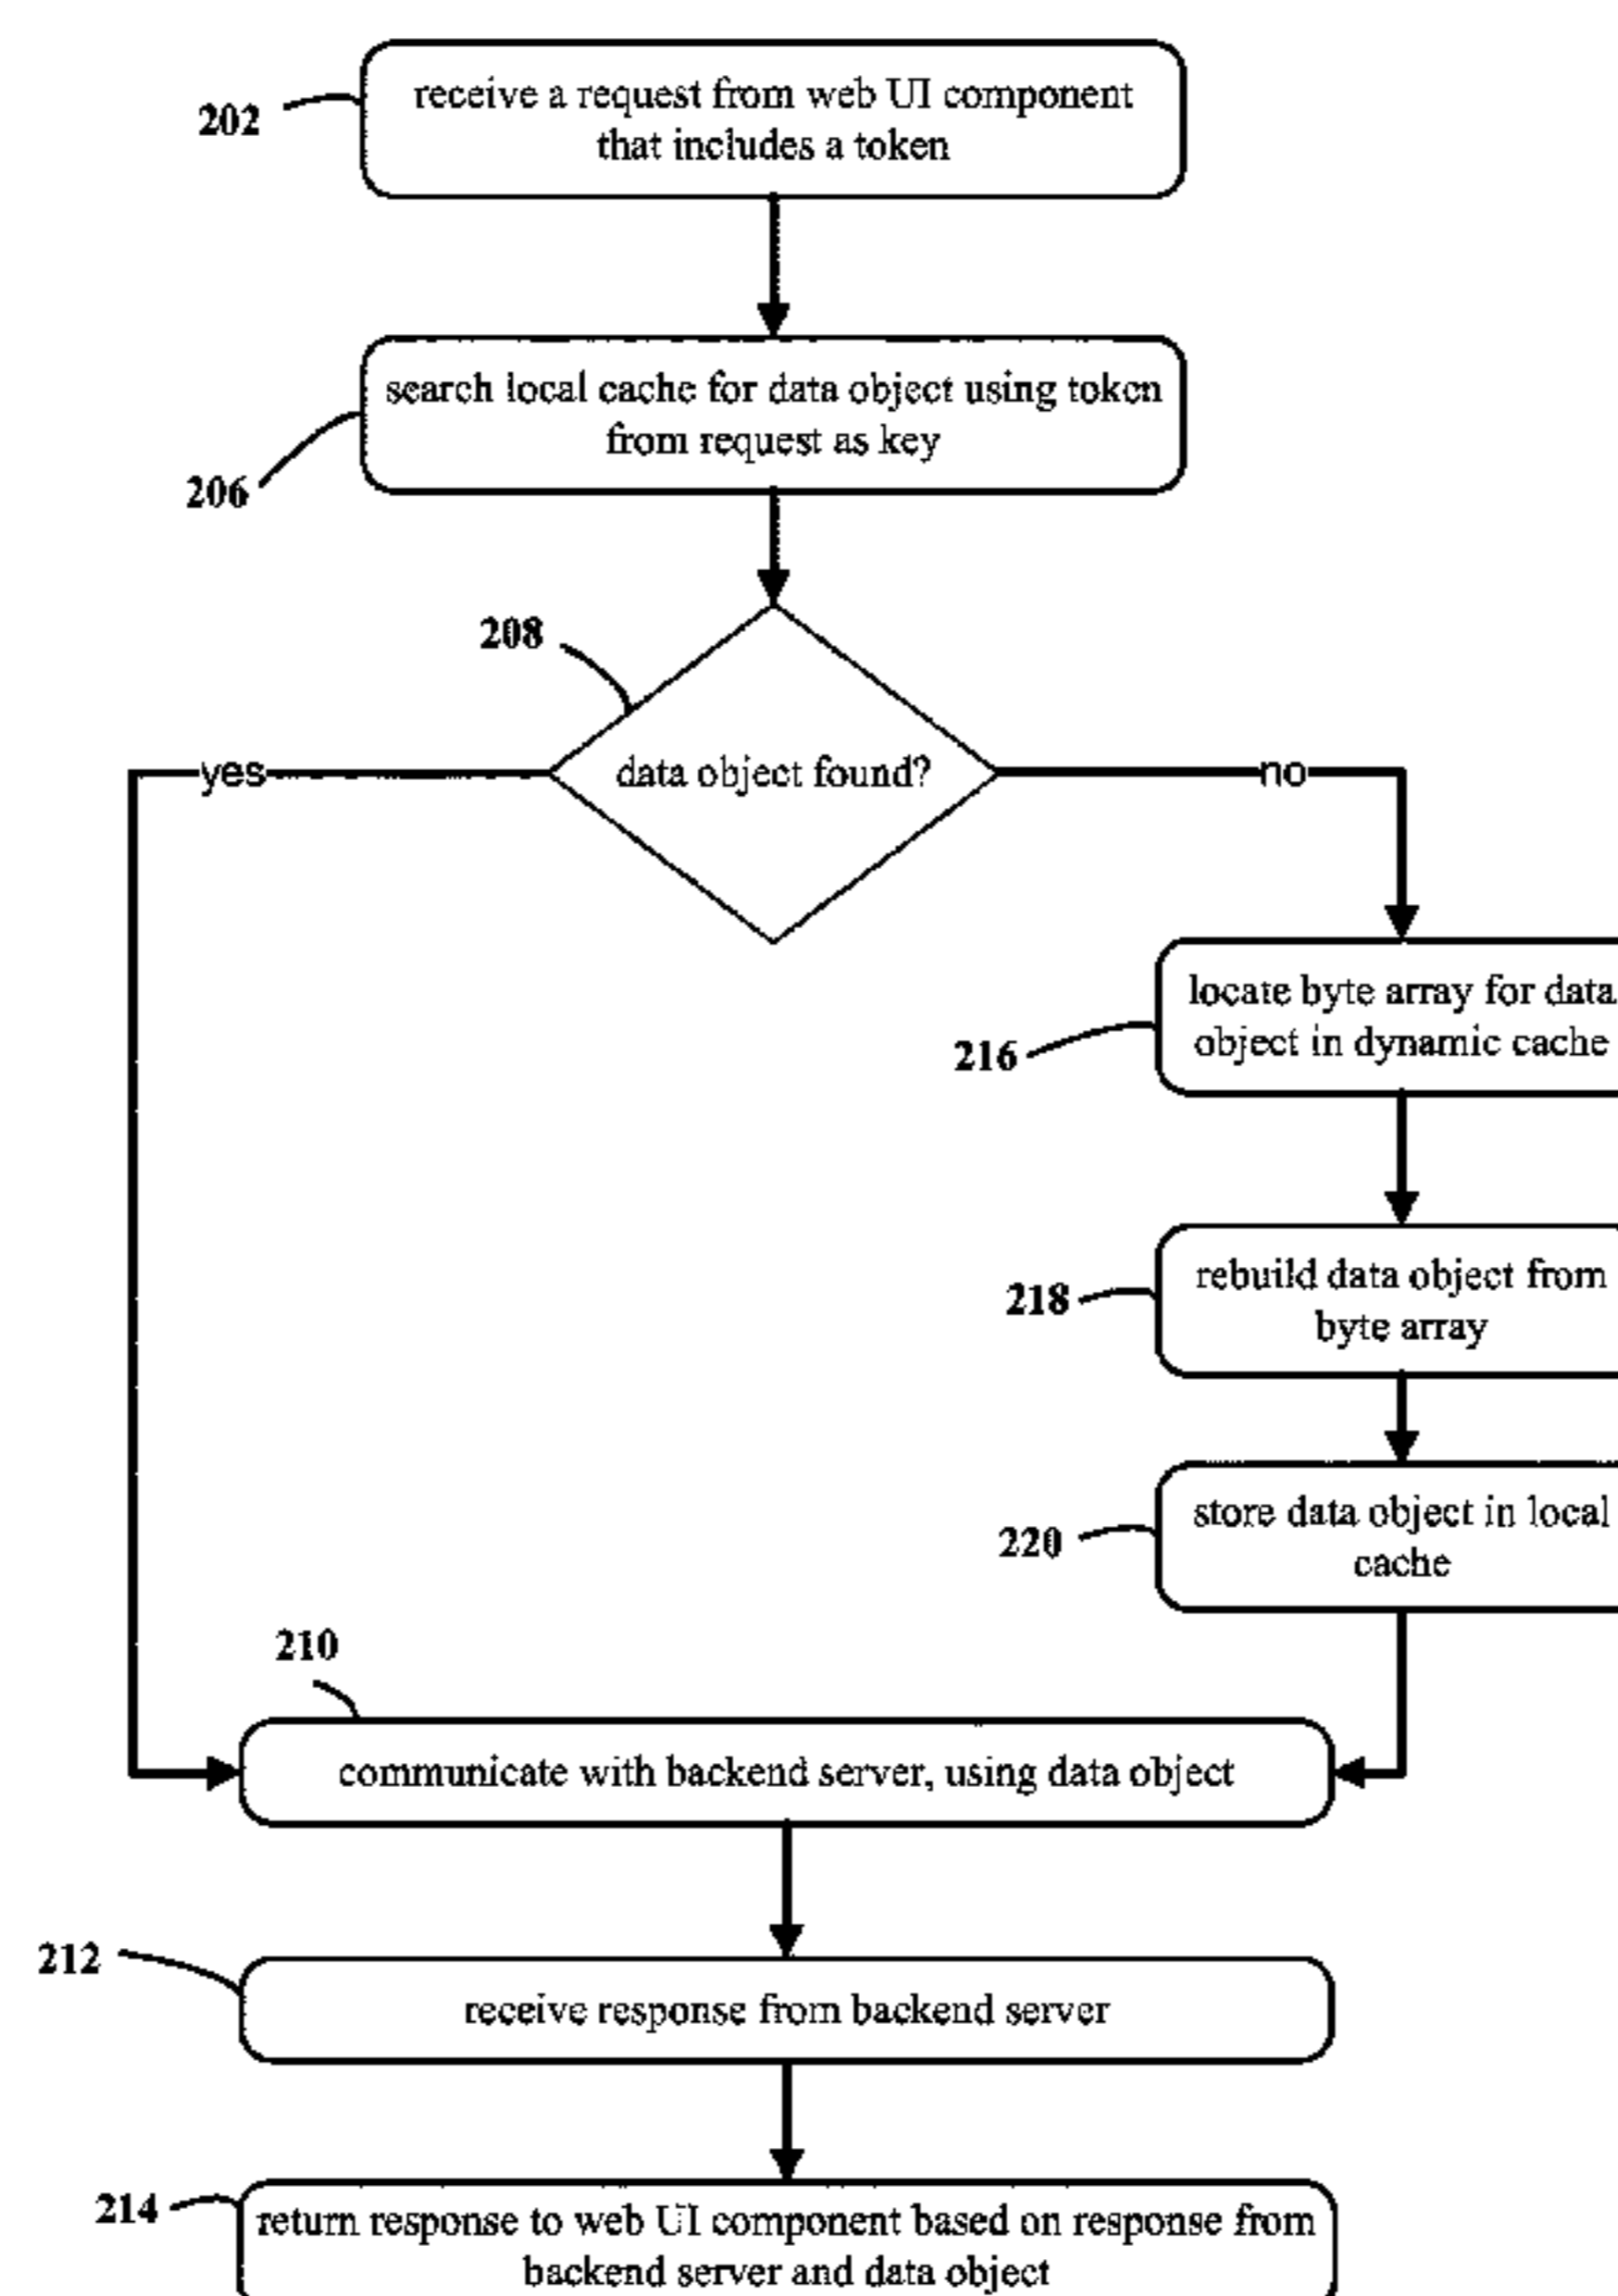 202
receive a request from web UI component
that includes a token
206
search local cache for data object using token
from request as key
208
data object found?
yes
no
216
locate byte array for data
object in dynamic cache
218
rebuild data object from
byte array
220
store data object in local
cache
210
communicate with backend server, using data object
212
receive response from backend server
214
return response to web UI component based on response from
backend server and data object